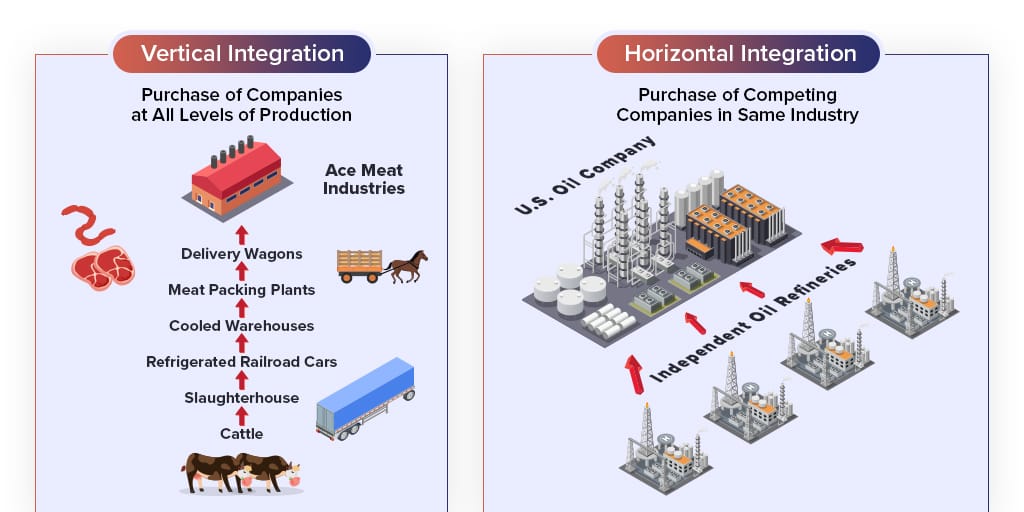 Vertical Integration
Purchase of Companies
at All Levels of Production
Ace Meat
Industries
Delivery Wagons
Meat Packing Plants
Cooled Warehouses
Refrigerated Railroad Cars
Slaughterhouse
Cattle
Horizontal Integration
Purchase of Competing
Companies in Same Industry
U.S. Oil Company
Independent Oil Refineries